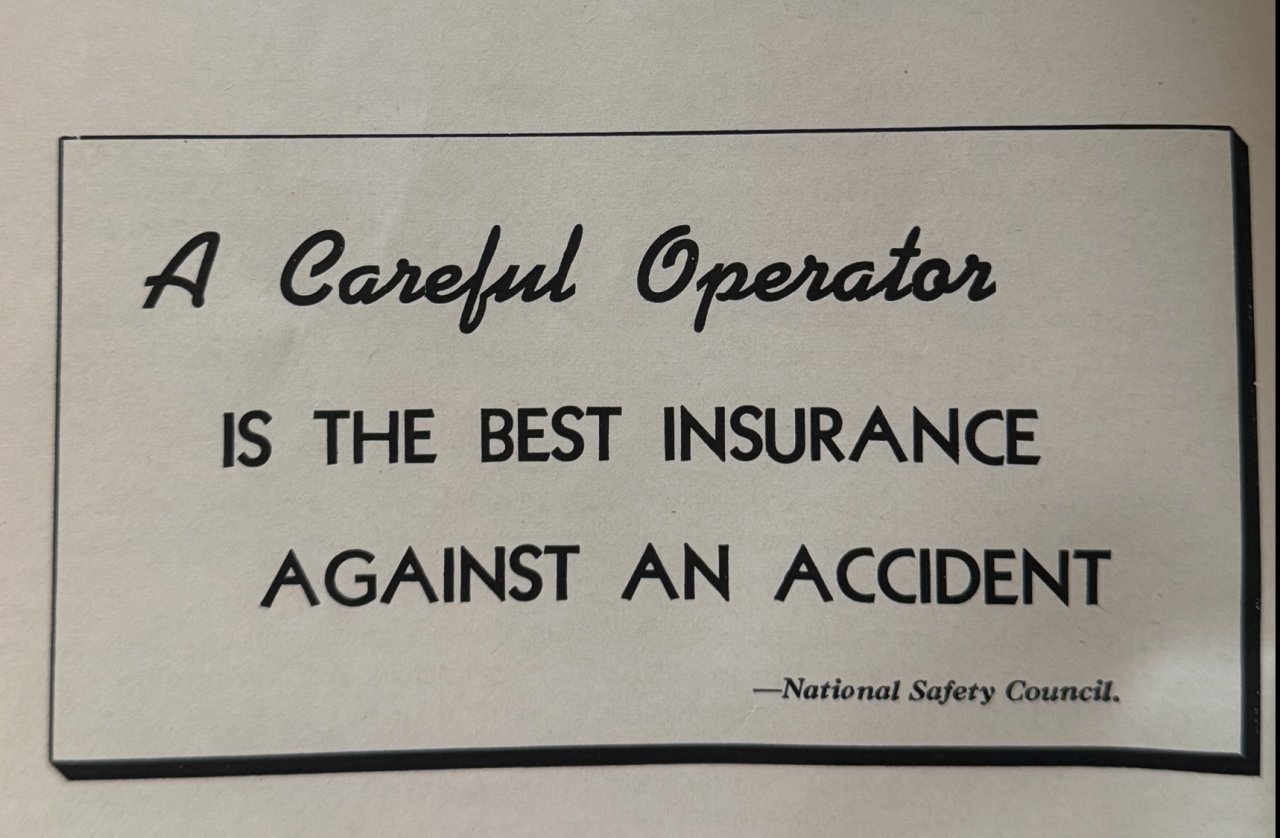 A Careful Operator
IS THE BEST INSURANCE
AGAINST AN ACCIDENT
—National Safety Council.